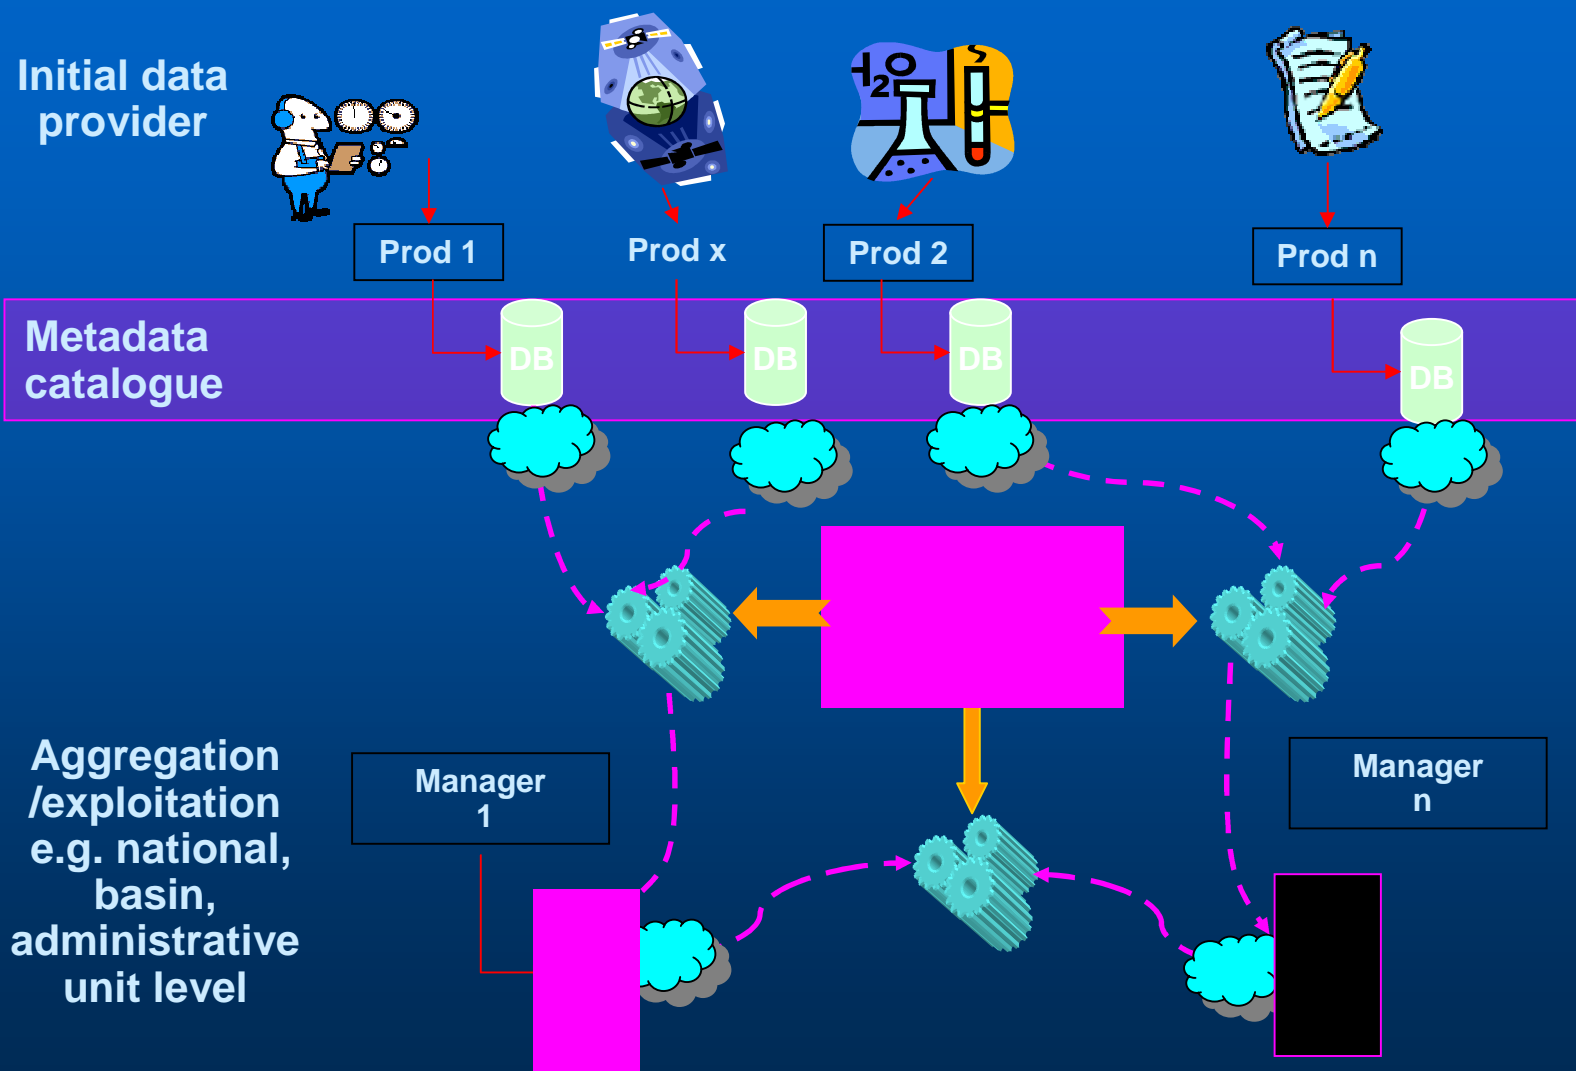 Initial data
provider
H2O
Prod 1
Prod x
Prod 2
Prod n
Metadata
catalogue
DB
DB
DB
DB
Manager
1
Manager
n
Aggregation
/exploitation
e.g. national,
basin,
administrative
unit level